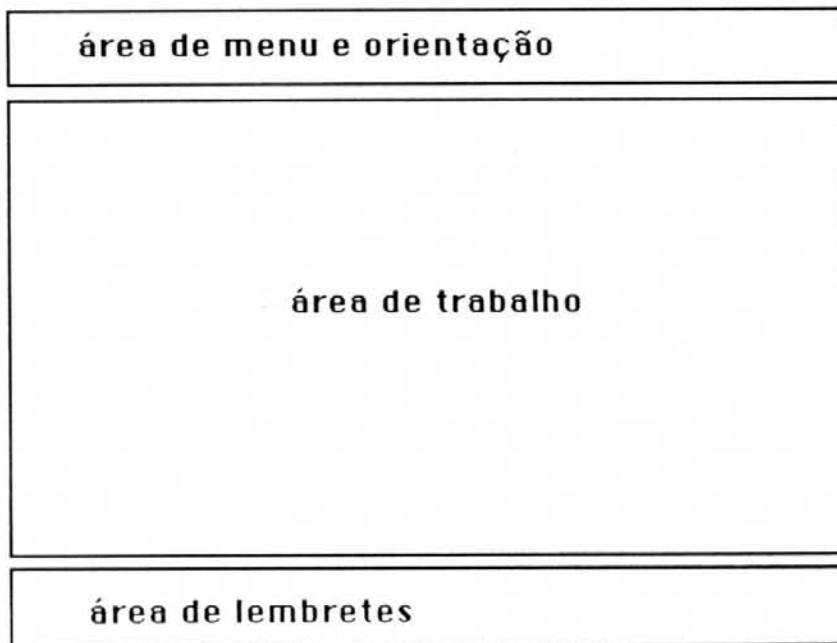 área de menu e orientação
área de trabalho
área de lembretes